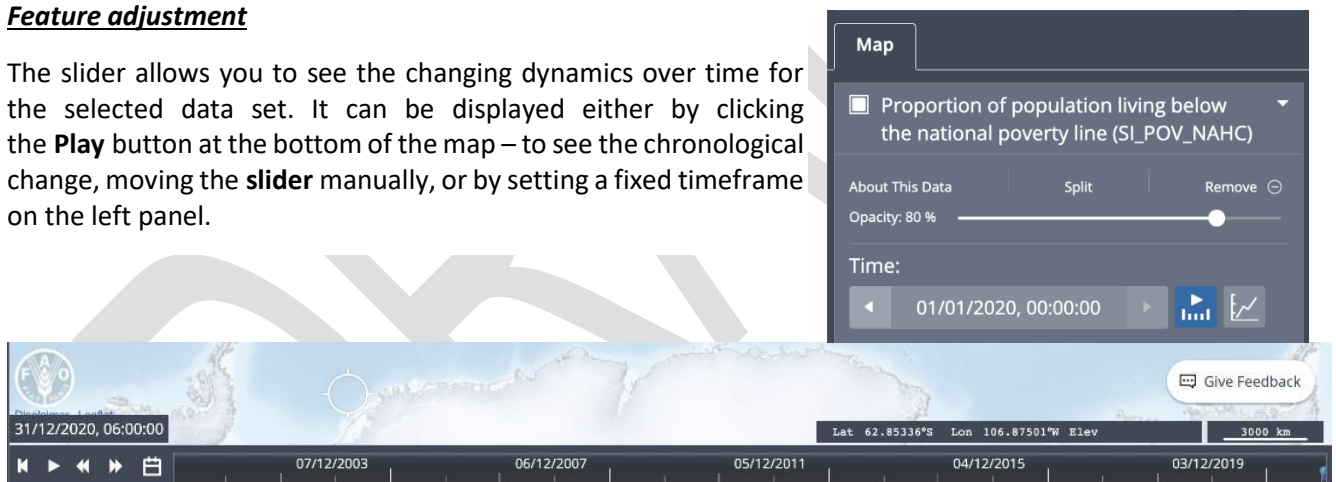 Feature adjustment
The slider allows you to see the changing dynamics over time for
the selected data set. It can be displayed either by clicking
the Play button at the bottom of the map – to see the chronological
change, moving the slider manually, or by setting a fixed timeframe
on the left panel.
Map
Proportion of population living below
the national poverty line (SI_POV_NAHC)
About This Data Split Remove
Opacity: 80 %
Time:
01/01/2020, 00:00:00
F A O
Give Feedback
31/12/2020, 06:00:00
Lat 62.85336°S Lon 106.87501°W Elev
3000 km
07/12/2003 06/12/2007 05/12/2011 04/12/2015 03/12/2019